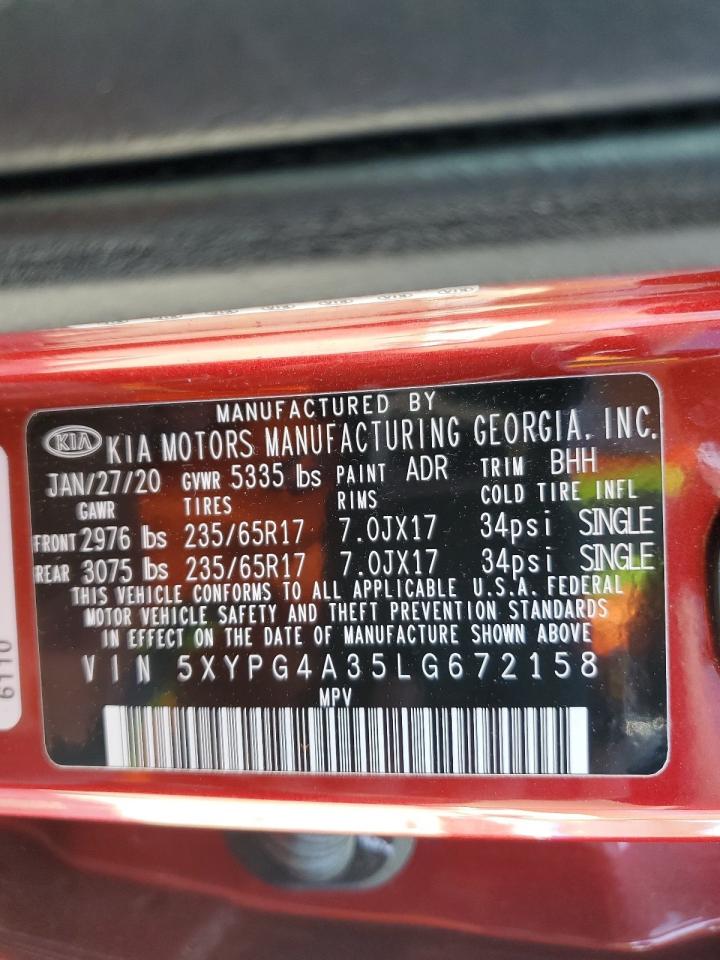 MANUFACTURED BY
KIA KIA MOTORS MANUFACTURING GEORGIA, INC.
JAN/27/20 GVWR 5335 lbs PAINT ADR TRIM BHH
GAWR TIRES RIMS COLD TIRE INFL
FRONT 2976 lbs 235/65R17 7.0JX17 34psi SINGLE
REAR 3075 lbs 235/65R17 7.0JX17 34psi SINGLE
THIS VEHICLE CONFORMS TO ALL APPLICABLE U.S.A. FEDERAL
MOTOR VEHICLE SAFETY AND THEFT PREVENTION STANDARDS
IN EFFECT ON THE DATE OF MANUFACTURE SHOWN ABOVE
VIN 5XYPG4A35LG672158
MPV
6110